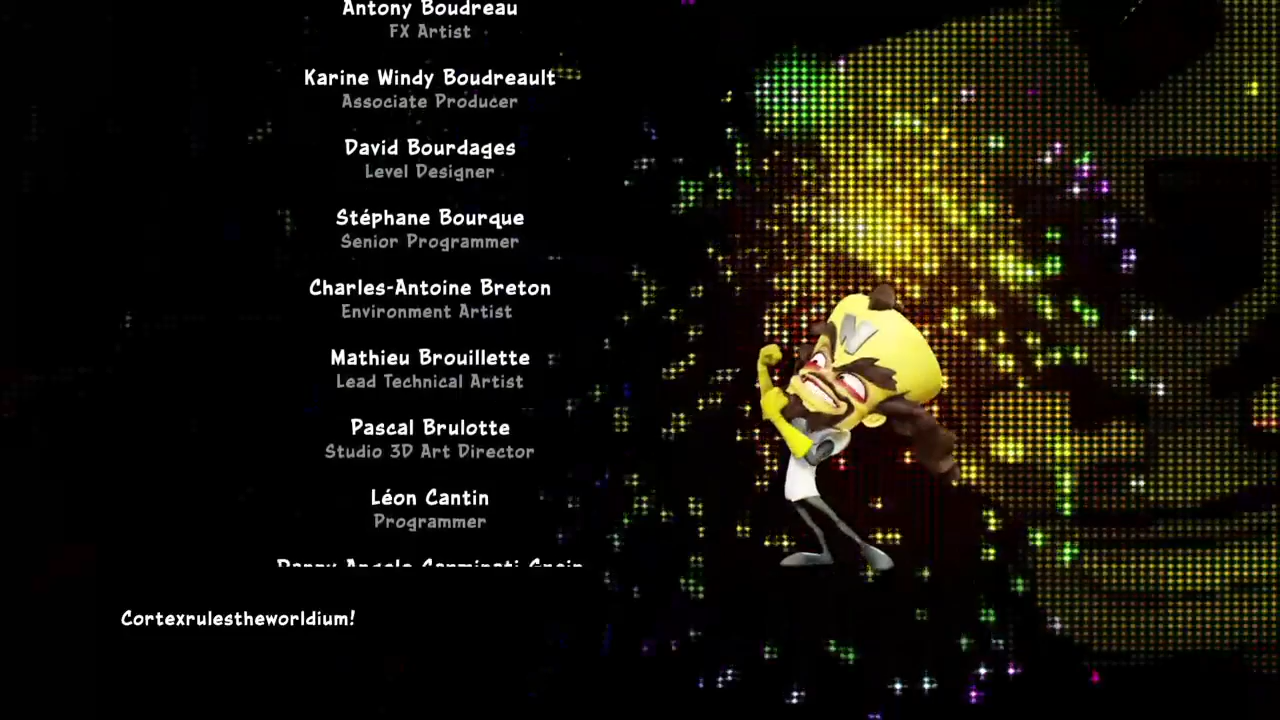 Antony Boudreau
FX Artist
Karine Windy Boudreault
Associate Producer
David Bourdages
Level Designer
Stéphane Bourque
Senior Programmer
Charles-Antoine Breton
Environment Artist
Mathieu Brouillette
Lead Technical Artist
Pascal Brulotte
Studio 3D Art Director
Léon Cantin
Programmer
N
Cortexrulestheworldium!